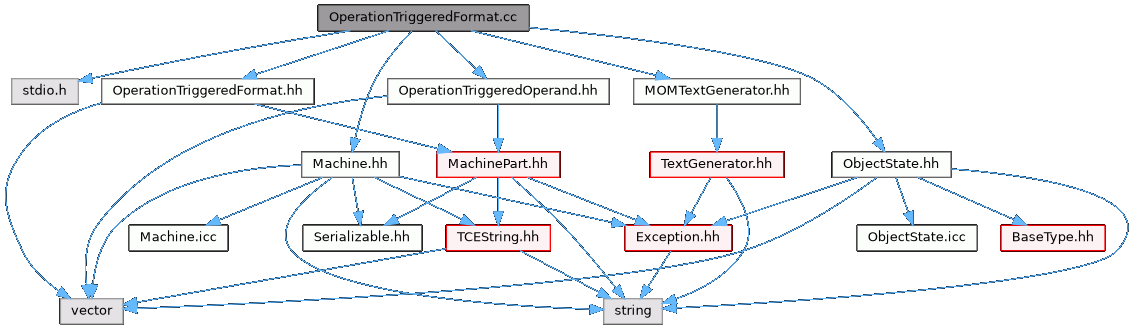 OperationTriggeredFormat.cc
stdio.h
OperationTriggeredFormat.hh
OperationTriggeredOperand.hh
MOMTextGenerator.hh
Machine.hh
MachinePart.hh
TextGenerator.hh
ObjectState.hh
Machine.icc
Serializable.hh
TCEString.hh
Exception.hh
ObjectState.icc
BaseType.hh
vector
string